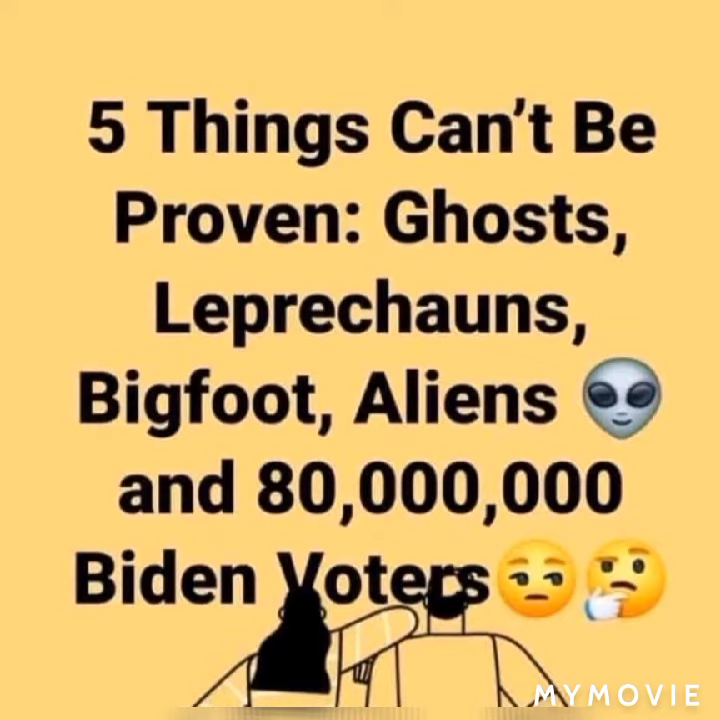 5 Things Can’t Be
Proven: Ghosts,
Leprechauns,
Bigfoot, Aliens 👽
and 80,000,000
Biden Voters😒🤔
MYMOVIE